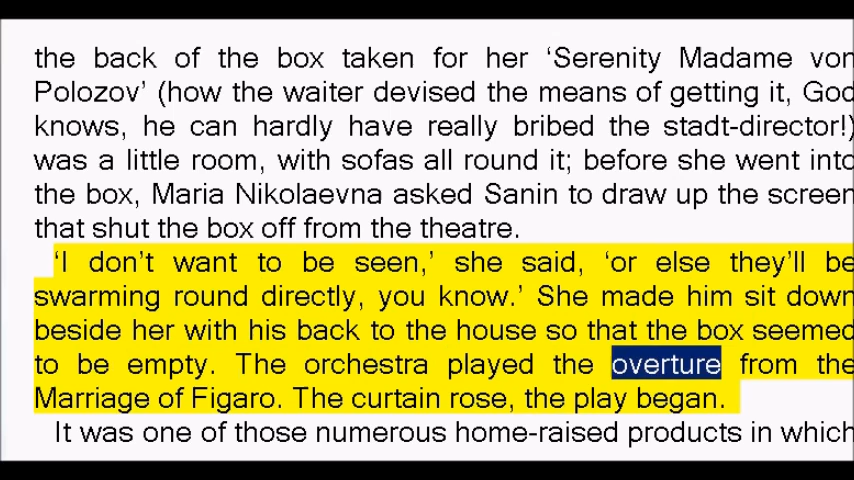 the back of the box taken for her ‘Serenity Madame von
Polozov’ (how the waiter devised the means of getting it, God
knows, he can hardly have really bribed the stadt-director!)
was a little room, with sofas all round it; before she went into
the box, Maria Nikolaevna asked Sanin to draw up the screen
that shut the box off from the theatre.
‘I don’t want to be seen,’ she said, ‘or else they’ll be
swarming round directly, you know.’ She made him sit down
beside her with his back to the house so that the box seemed
to be empty. The orchestra played the overture from the
Marriage of Figaro. The curtain rose, the play began.
It was one of those numerous home-raised products in which